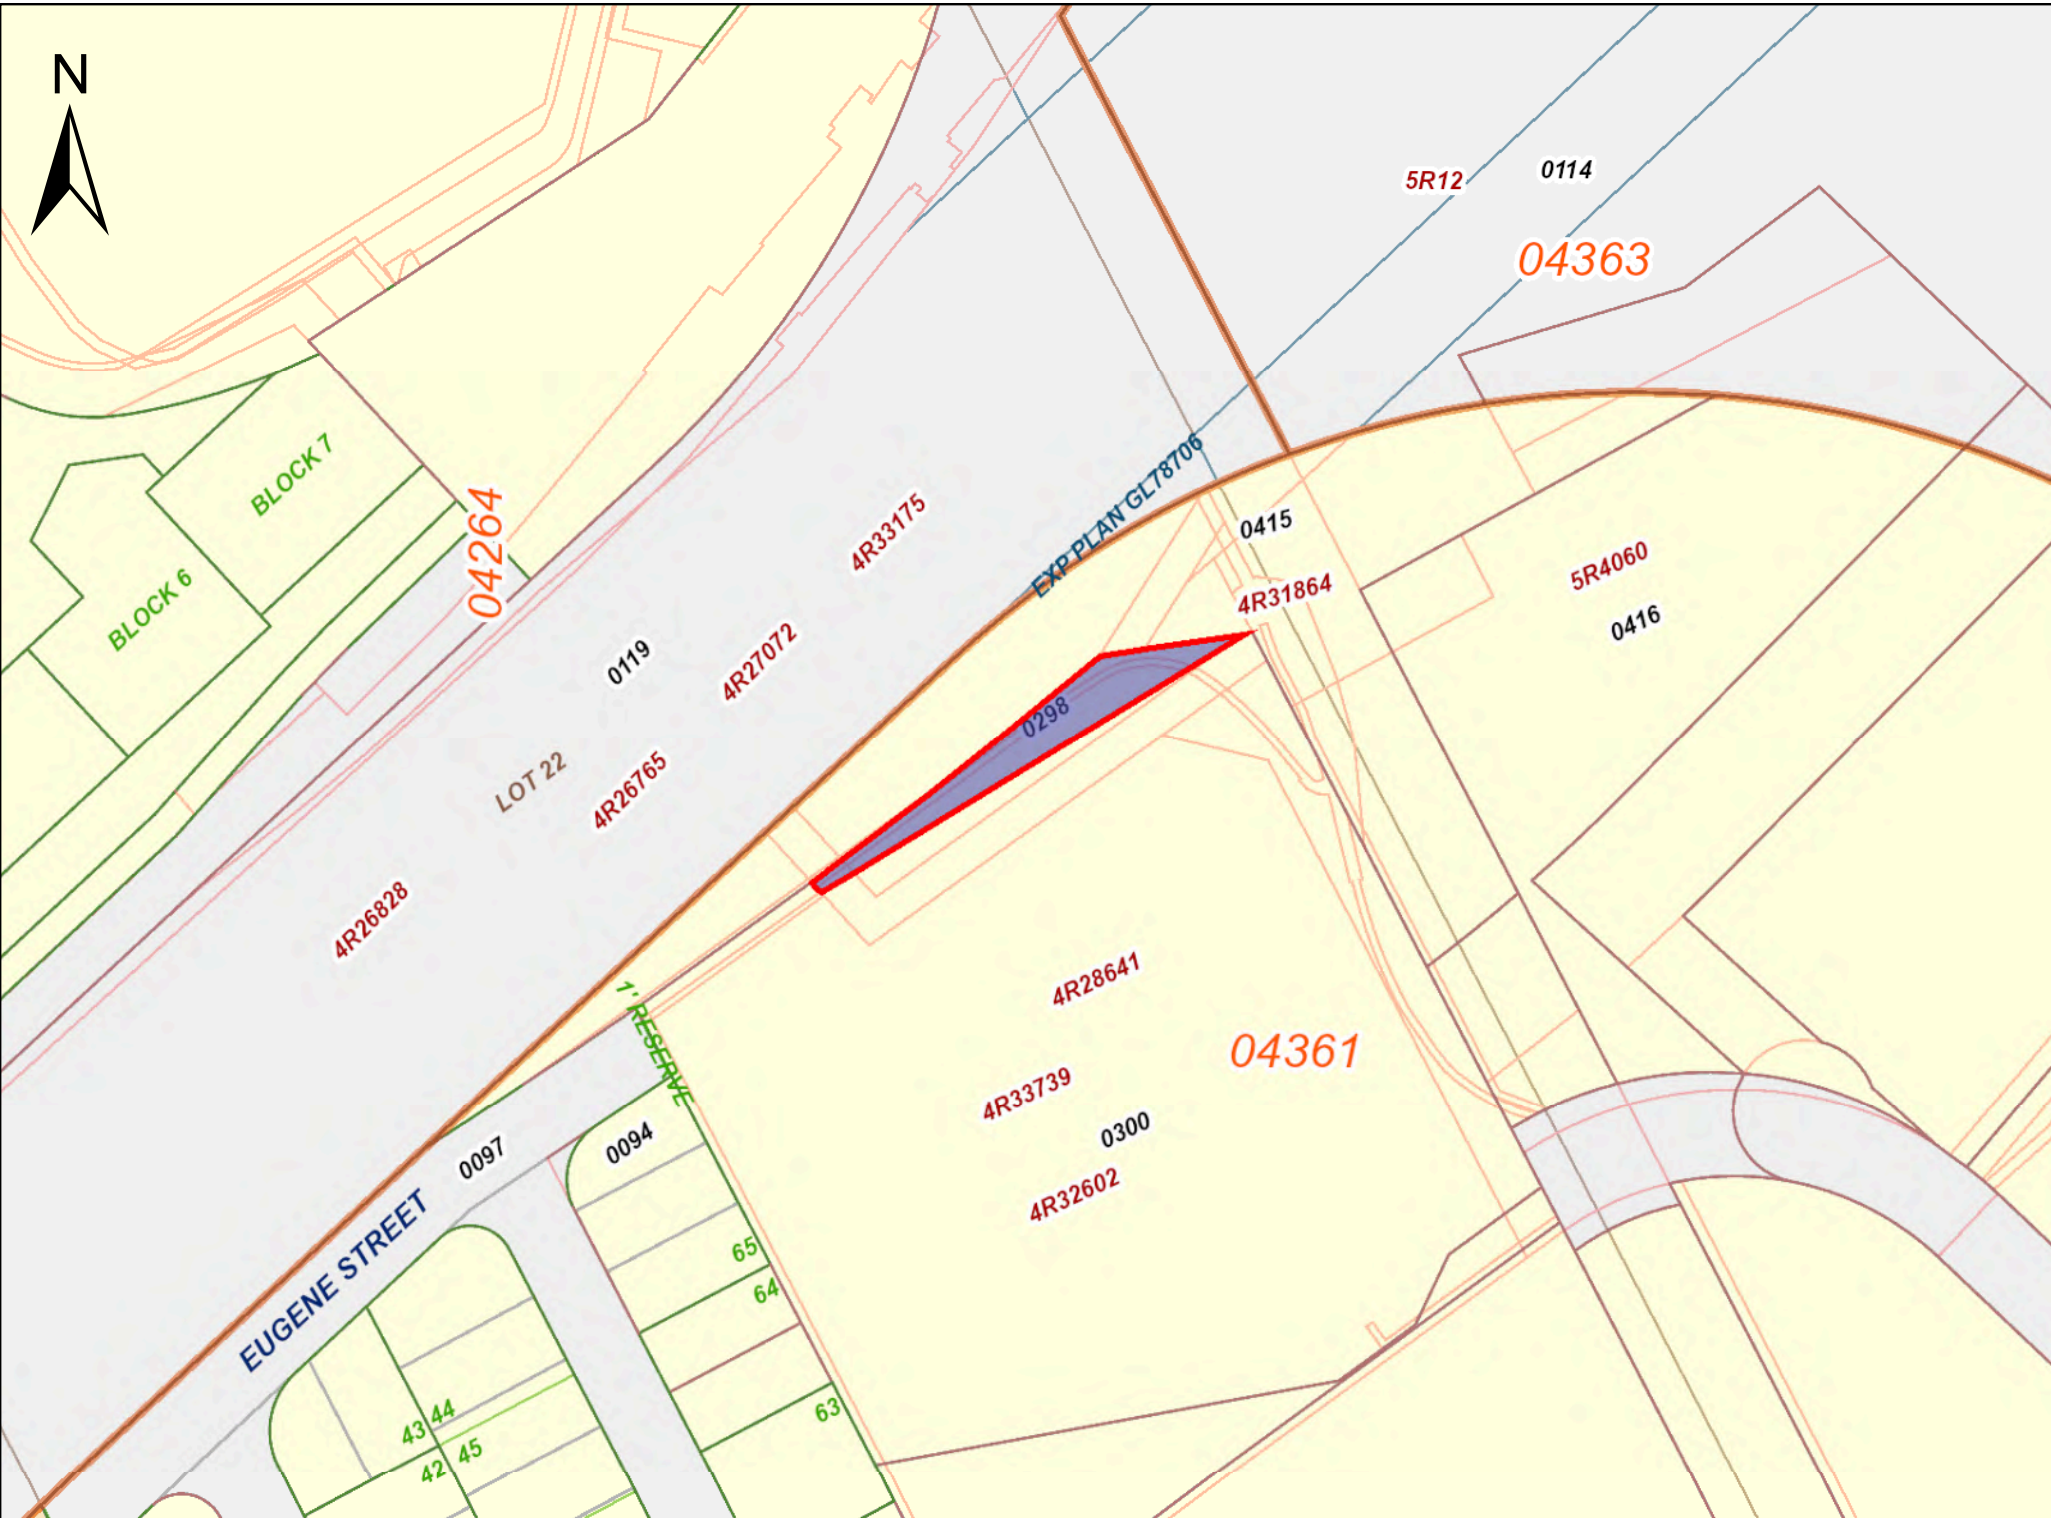 N
5R12
0114
04363
BLOCK 7
04264
EXP PLAN GL78706
4R33175
0415
5R4060
BLOCK 6
4R31864
0416
0119
4R27072
0298
LOT 22
4R26765
4R26828
4R28641
1' RESERVE
04361
4R33739
0300
0097
0094
4R32602
EUGENE STREET
65
64
63
43
44
42
45